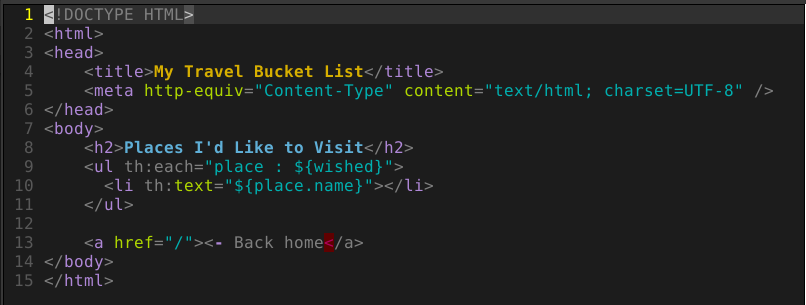 1 <!DOCTYPE HTML>
2 <html>
3 <head>
4     <title>My Travel Bucket List</title>
5     <meta http-equiv="Content-Type" content="text/html; charset=UTF-8" />
6 </head>
7 <body>
8     <h2>Places I'd Like to Visit</h2>
9     <ul th:each="place : ${wished}">
10       <li th:text="${place.name}"></li>
11     </ul>
12
13     <a href="/"><- Back home</a>
14 </body>
15 </html>